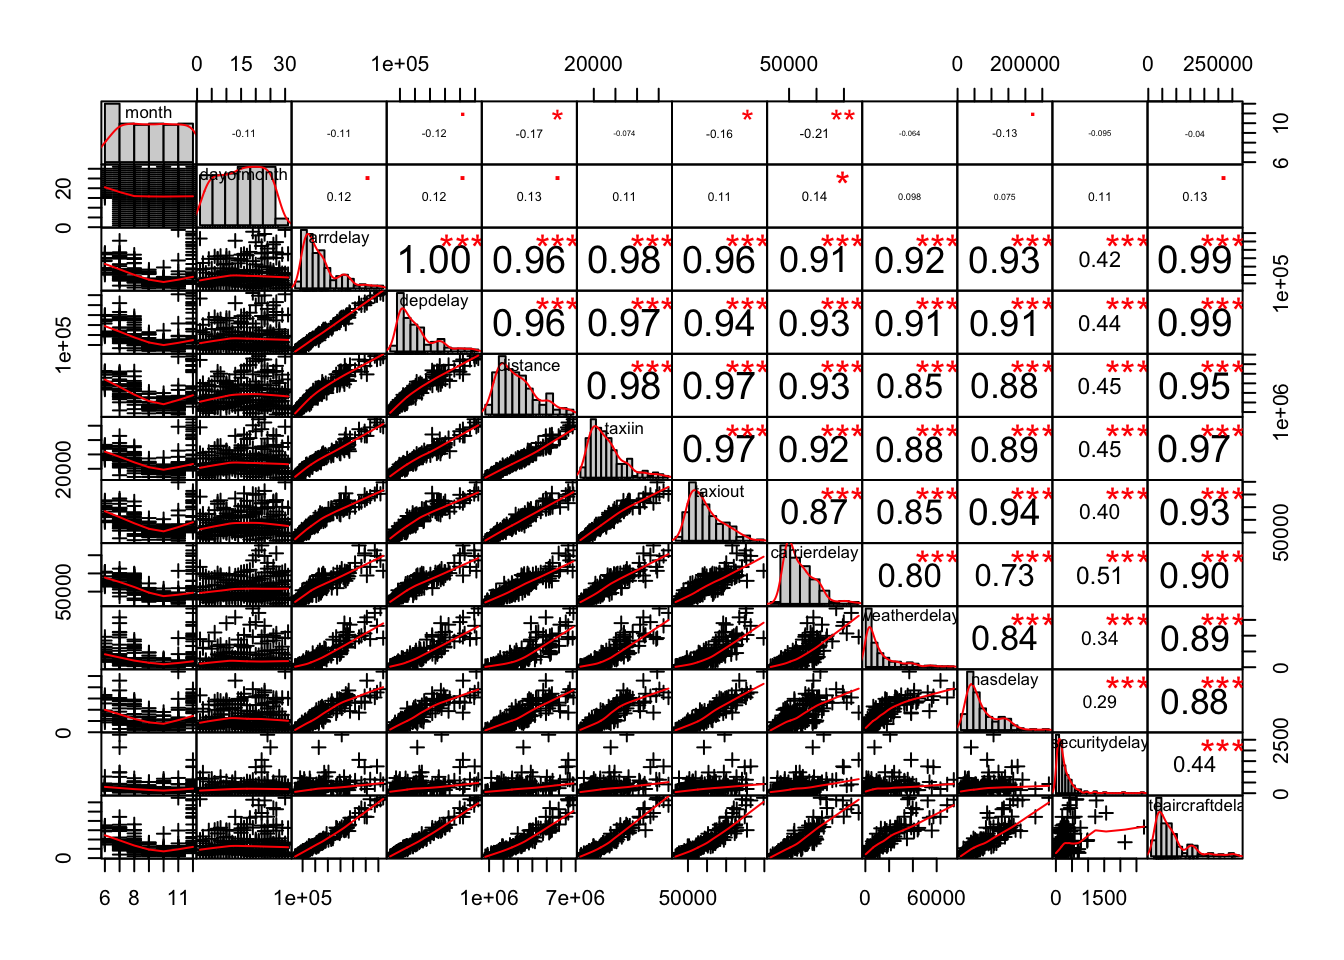 0 15 30 1e+05 20000 50000 0 200000 0 250000
month -0.11 -0.11 . -0.12 * -0.17 -0.074 * -0.16 ** -0.21 -0.064 . -0.13 -0.095 -0.04 6 10
0 20 dayofmonth . 0.12 . 0.12 . 0.13 0.11 0.11 * 0.14 0.098 0.075 0.11 . 0.13
arrdelay *** 1.00 *** 0.96 *** 0.98 *** 0.96 *** 0.91 *** 0.92 *** 0.93 *** 0.42 *** 0.99 1e+05
1e+05 depdelay *** 0.96 *** 0.97 *** 0.94 *** 0.93 *** 0.91 *** 0.91 *** 0.44 *** 0.99
distance *** 0.98 *** 0.97 *** 0.93 *** 0.85 *** 0.88 *** 0.45 *** 0.95 1e+06
20000 taxiin *** 0.97 *** 0.92 *** 0.88 *** 0.89 *** 0.45 *** 0.97
axiout *** 0.87 *** 0.85 *** 0.94 *** 0.40 *** 0.93 50000
50000 carrierdelay *** 0.80 *** 0.73 *** 0.51 *** 0.90
weatherdelay *** 0.84 *** 0.34 *** 0.89 0
0 nasdelay *** 0.29 *** 0.88
securitydelay *** 0.44 0 2500
0 teaircraftdela
6 8 11 1e+05 1e+06 7e+06 50000 0 60000 0 1500